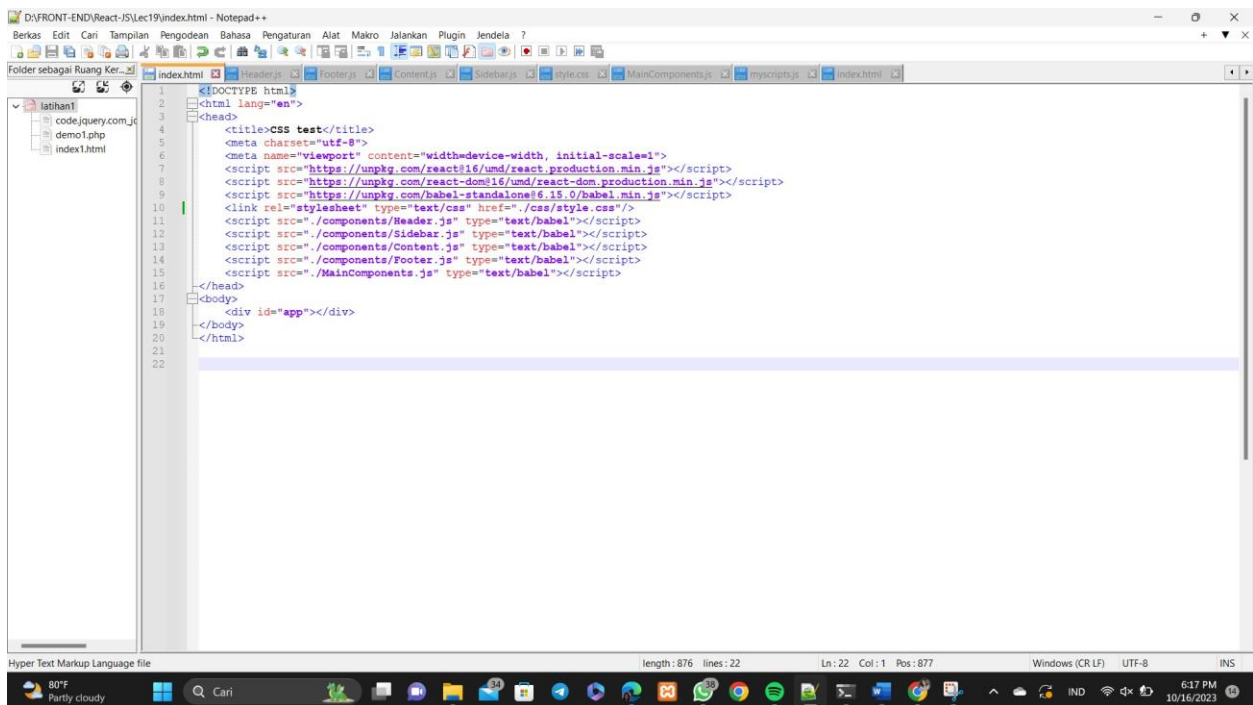 D:\FRONT-END\React-JS\Lec19\index.html - Notepad++
Berkas Edit Cari Tampilan Pengodean Bahasa Pengaturan Alat Makro Jalankan Plugin Jendela ?
Folder sebagai Ruang Ker...
index.html Header.js Footer.js Content.js Sidebar.js style.css MainComponents.js myscripts.js index.html
latihan1
code.jquery.com_jc
demo1.php
index1.html
1 <!DOCTYPE html>
2 <html lang="en">
3 <head>
4 <title>CSS test</title>
5 <meta charset="utf-8">
6 <meta name="viewport" content="width=device-width, initial-scale=1">
7 <script src="https://unpkg.com/react@16/umd/react.production.min.js"></script>
8 <script src="https://unpkg.com/react-dom@16/umd/react-dom.production.min.js"></script>
9 <script src="https://unpkg.com/babel-standalone@6.15.0/babel.min.js"></script>
10 <link rel="stylesheet" type="text/css" href="./css/style.css"/>
11 <script src="./components/Header.js" type="text/babel"></script>
12 <script src="./components/Sidebar.js" type="text/babel"></script>
13 <script src="./components/Content.js" type="text/babel"></script>
14 <script src="./components/Footer.js" type="text/babel"></script>
15 <script src="./MainComponents.js" type="text/babel"></script>
16 </head>
17 <body>
18 <div id="app"></div>
19 </body>
20 </html>
21
22
Hyper Text Markup Language file length : 876 lines : 22 Ln : 22 Col : 1 Pos : 877 Windows (CR LF) UTF-8 INS
80°F
Partly cloudy
Cari
34
38
IND
6:17 PM
10/16/2023
14